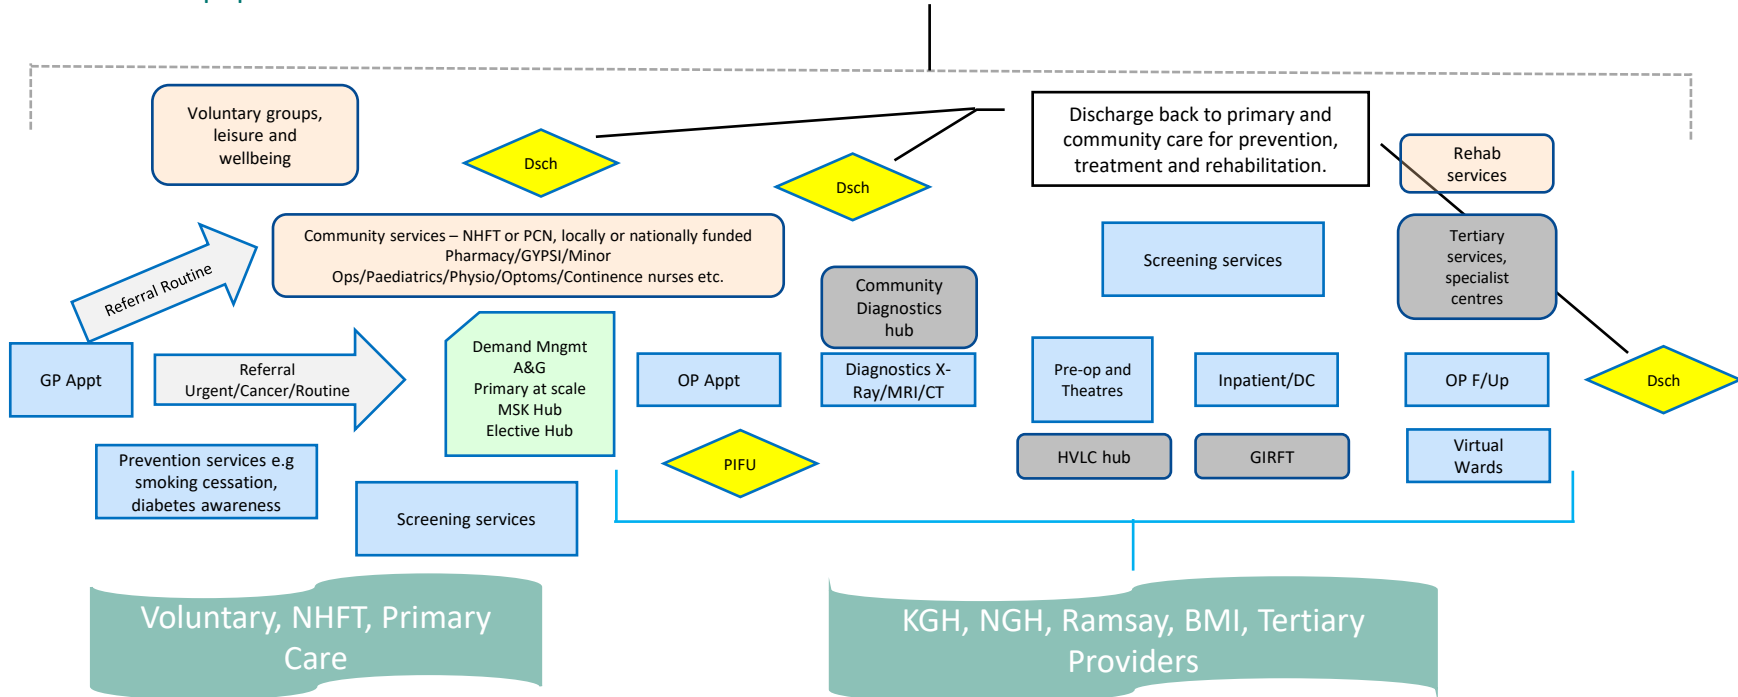 Voluntary groups,
leisure and
wellbeing
Dsch
Dsch
Discharge back to primary and
community care for prevention,
treatment and rehabilitation.
Rehab
services
Community services – NHFT or PCN, locally or nationally funded
Pharmacy/GYPSI/Minor
Ops/Paediatrics/Physio/Optoms/Continence nurses etc.
Screening services
Tertiary
services,
specialist
centres
Referral Routine
Community
Diagnostics
hub
GP Appt
Referral
Urgent/Cancer/Routine
Demand Mngmt
A&G
Primary at scale
MSK Hub
Elective Hub
OP Appt
Diagnostics X-
Ray/MRI/CT
Pre-op and
Theatres
Inpatient/DC
OP F/Up
Dsch
PIFU
HVLC hub
GIRFT
Virtual
Wards
Prevention services e.g
smoking cessation,
diabetes awareness
Screening services
Voluntary, NHFT, Primary
Care
KGH, NGH, Ramsay, BMI, Tertiary
Providers